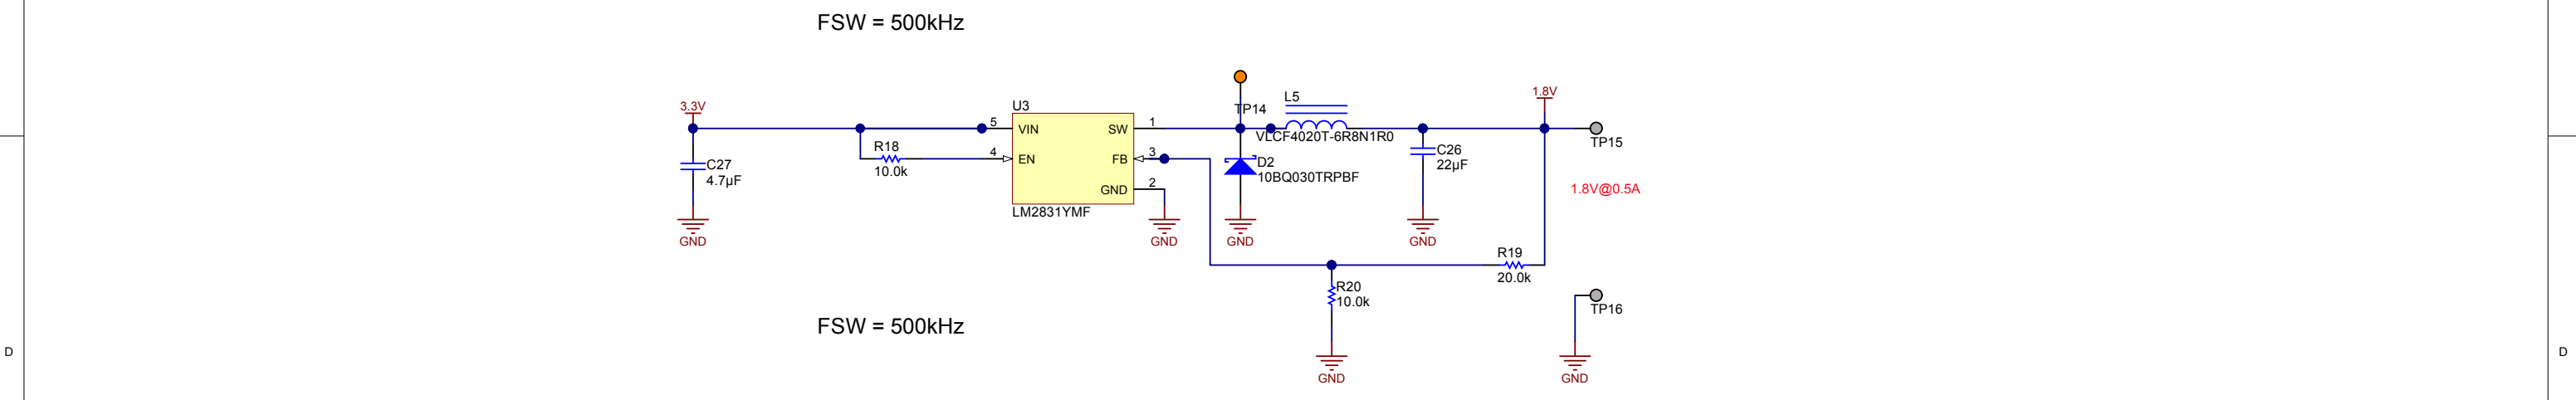 FSW = 500kHz
3.3V
C27
4.7µF
GND
R18
10.0k
U3
5
VIN
4
EN
SW
1
FB
3
GND
2
LM2831YMF
GND
TP14
L5
VLCF4020T-6R8N1R0
D2
10BQ030TRPBF
GND
C26
22µF
GND
1.8V
TP15
1.8V@0.5A
R19
20.0k
R20
10.0k
GND
TP16
GND
FSW = 500kHz
D
D